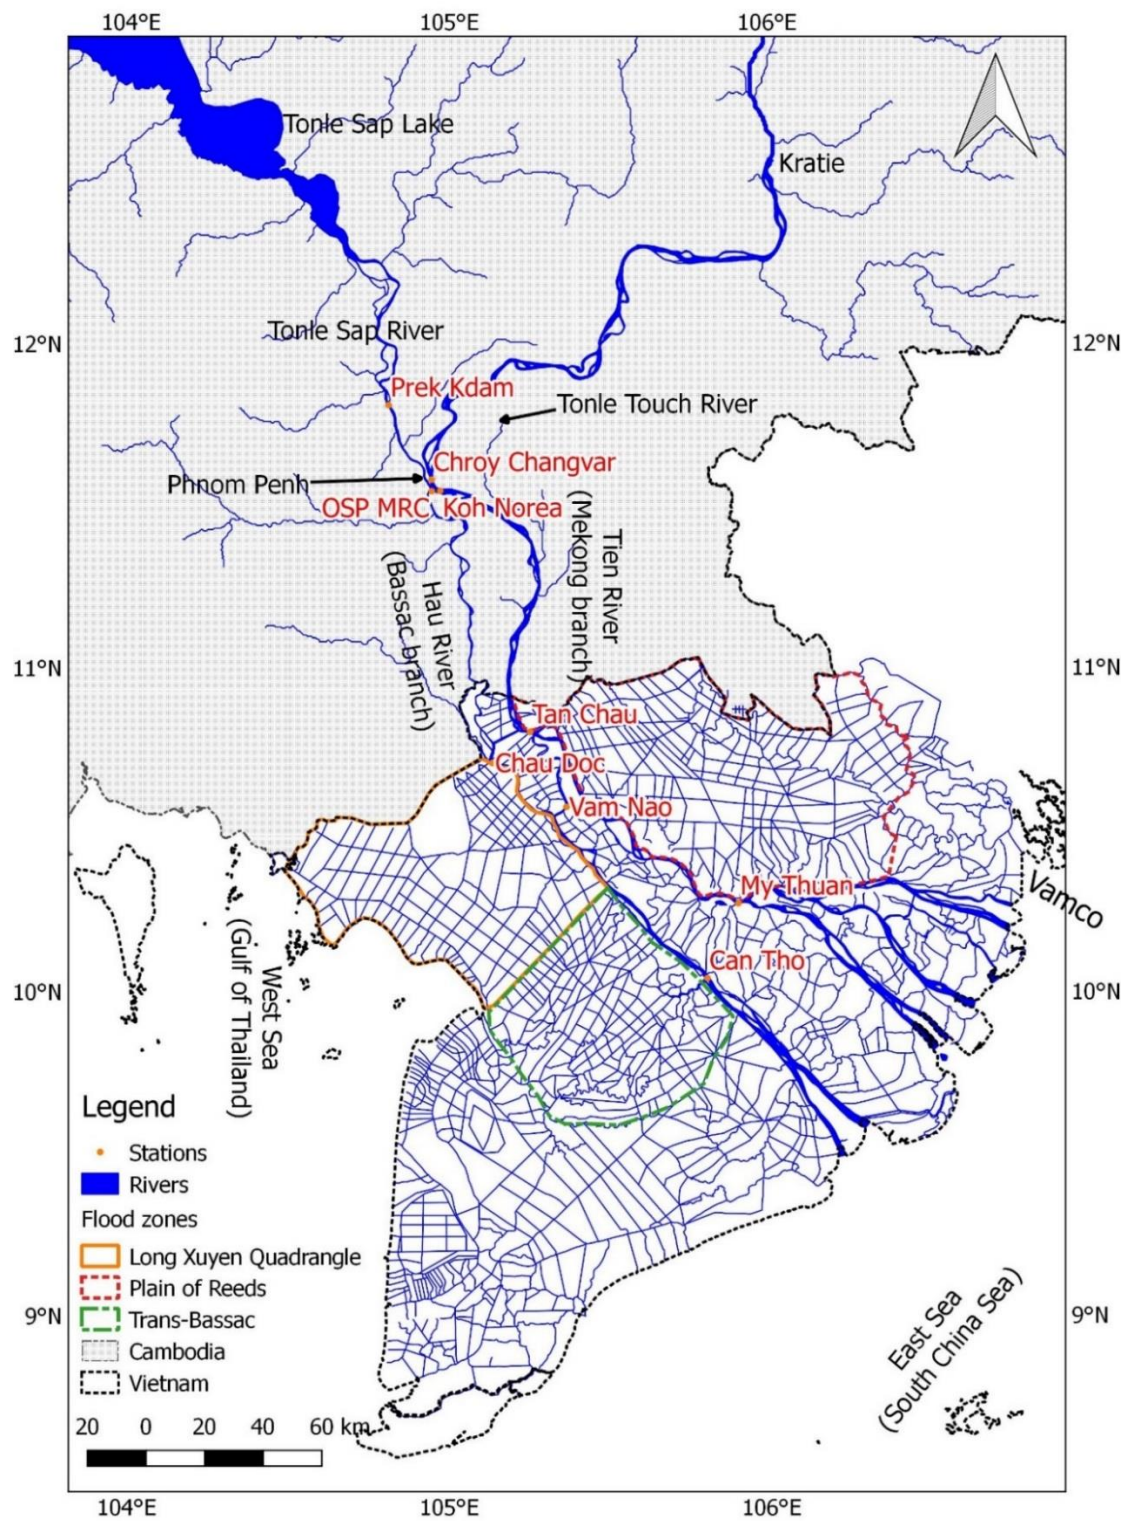 104°E 105°E 106°E
Tonle Sap Lake
Kratie
Tonle Sap River
12°N 12°N
Prek Kdam
Tonle Touch River
Chroy Changvar
Phnom Penh
OSP MRC Koh Norea
Tien River
(Mekong branch)
Hau River
(Bassac branch)
11°N 11°N
Tan Chau
Chau Doc
Vam Nao
My Thuan
Vamco
Can Tho
West Sea
(Gulf of Thailand)
10°N 10°N
Legend
Stations
Rivers
Flood zones
Long Xuyen Quadrangle
Plain of Reeds
Trans-Bassac
Cambodia
Vietnam
9°N 9°N
East Sea
(South China Sea)
20 0 20 40 60 km
104°E 105°E 106°E